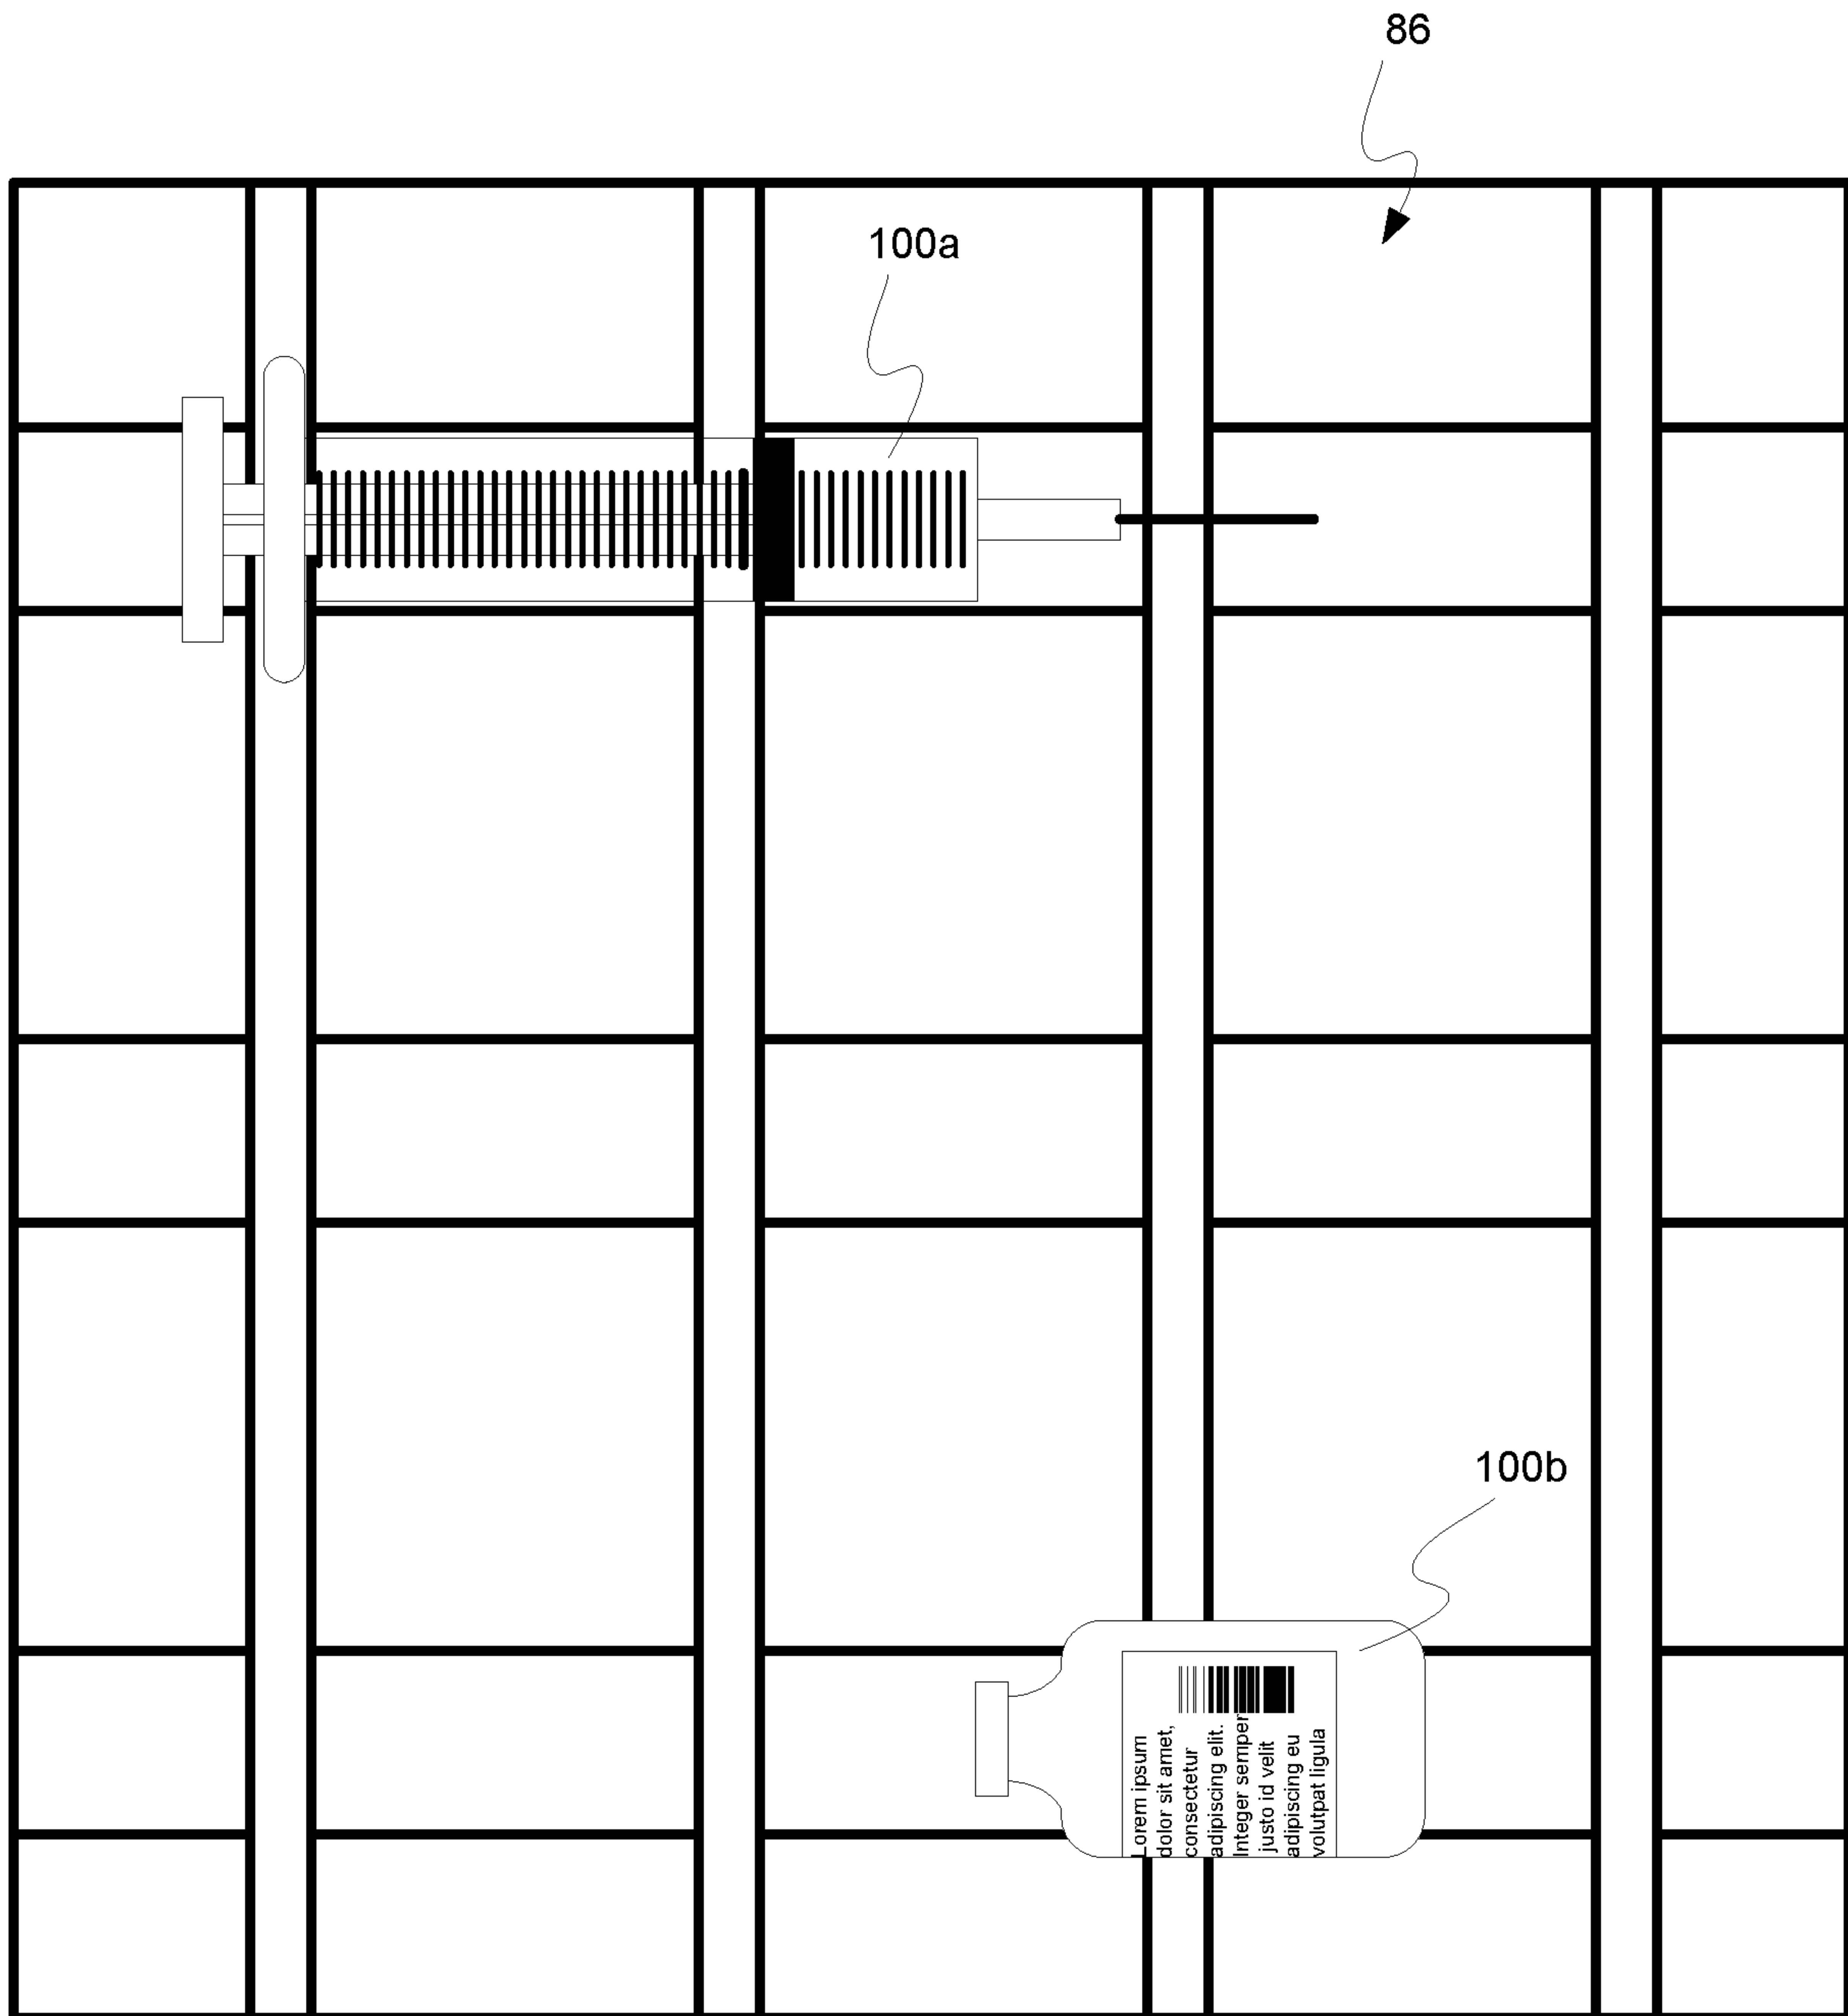 86
100a
100b
Lorem ipsum
dolor sit amet,
consectetur
adipiscing elit.
Integer semper
justo id velit
adipiscing eu
volutpat ligula